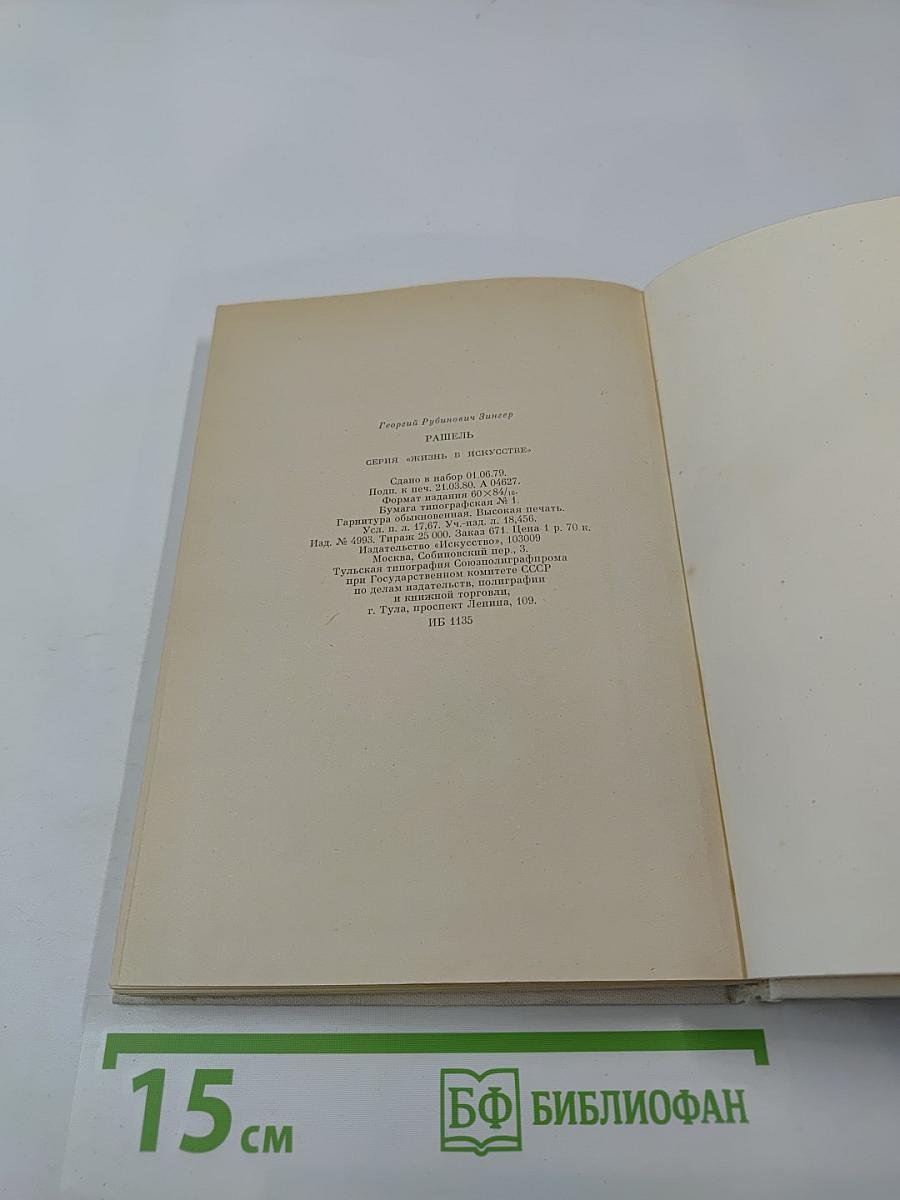 Георгий Рубинович Зингер
РАШЕЛЬ
СЕРИЯ «ЖИЗНЬ В ИСКУССТВЕ»
Сдано в набор 01.06.79.
Подп. к печ. 21.03.80. А 04627.
Формат издания 60×84/16.
Бумага типографская № 1.
Гарнитура обыкновенная. Высокая печать.
Усл. п. л. 17,67. Уч.-изд. л. 18,456.
Изд. № 4993. Тираж 25 000. Заказ 671. Цена 1 р. 70 к.
Издательство «Искусство», 103009
Москва, Собиновский пер., 3.
Тульская типография Союзполиграфпрома
при Государственном комитете СССР
по делам издательств, полиграфии
и книжной торговли,
г. Тула, проспект Ленина, 109.
ИБ 1135
15 см
БФ БИБЛИОФАН